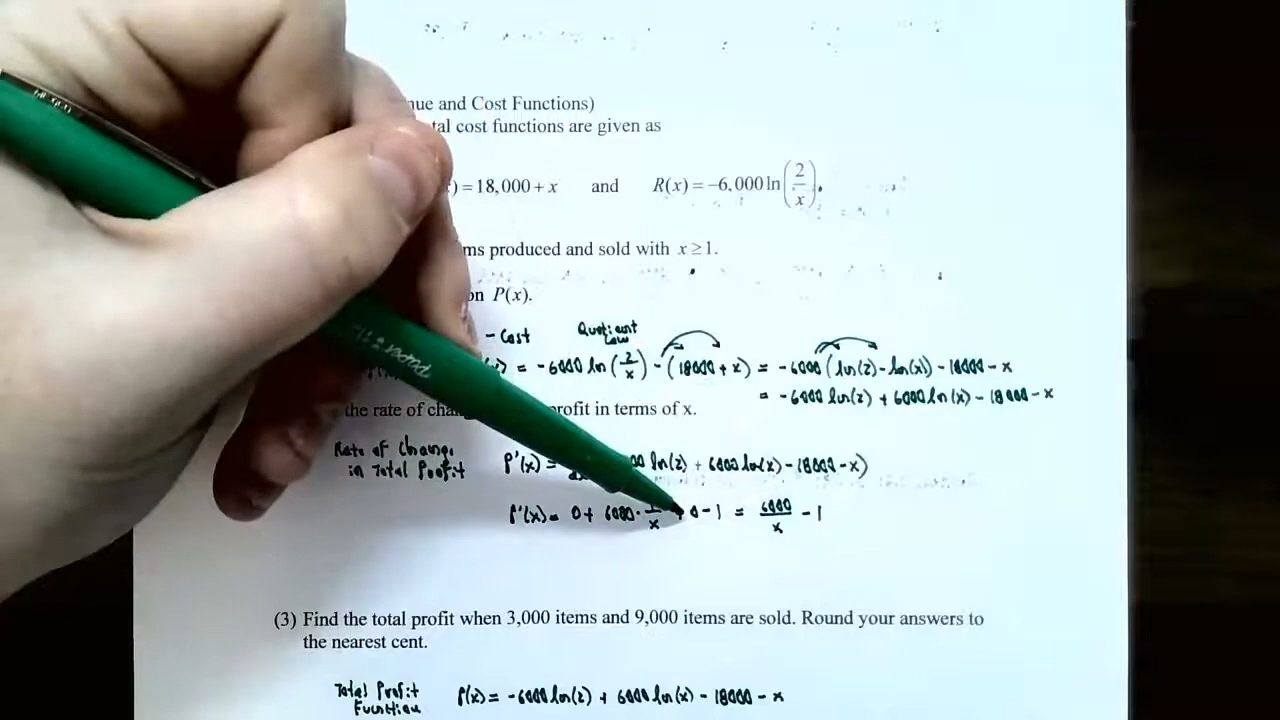 nue and Cost Functions)
tal cost functions are given as
) = 18,000 + x and R(x) = −6,000 ln(2/x).
ms produced and sold with x ≥ 1.
on P(x).
- Cost Quotient Law
= -6000 ln(2/x) - (18000 + x) = -6000 (ln(2) - ln(x)) - 18000 - x
= -6000 ln(2) + 6000 ln(x) - 18000 - x
the rate of chan rofit in terms of x.
Rate of Change
in Total Profit P'(x) = ln(2) + 6000 ln(x) - 18000 - x)
P'(x) = 0 + 6000 · 1/x + 0 - 1 = 6000/x - 1
(3) Find the total profit when 3,000 items and 9,000 items are sold. Round your answers to
the nearest cent.
Total Profit
Function P(x) = -6000 ln(2) + 6000 ln(x) - 18000 - x